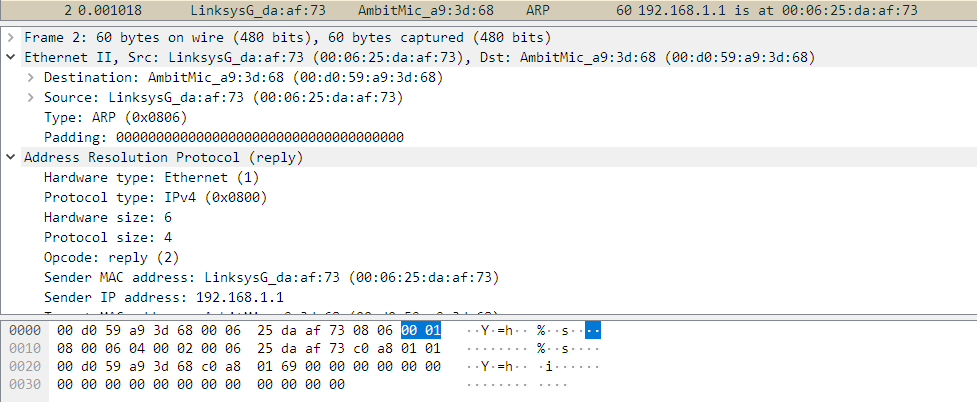 2 0.001018 LinksysG_da:af:73 AmbitMic_a9:3d:68 ARP 60 192.168.1.1 is at 00:06:25:da:af:73
Frame 2: 60 bytes on wire (480 bits), 60 bytes captured (480 bits)
Ethernet II, Src: LinksysG_da:af:73 (00:06:25:da:af:73), Dst: AmbitMic_a9:3d:68 (00:d0:59:a9:3d:68)
Destination: AmbitMic_a9:3d:68 (00:d0:59:a9:3d:68)
Source: LinksysG_da:af:73 (00:06:25:da:af:73)
Type: ARP (0x0806)
Padding: 000000000000000000000000000000000000
Address Resolution Protocol (reply)
Hardware type: Ethernet (1)
Protocol type: IPv4 (0x0800)
Hardware size: 6
Protocol size: 4
Opcode: reply (2)
Sender MAC address: LinksysG_da:af:73 (00:06:25:da:af:73)
Sender IP address: 192.168.1.1
0000 00 d0 59 a9 3d 68 00 06 25 da af 73 08 06 00 01 ··Y·=h·· %··s····
0010 08 00 06 04 00 02 00 06 25 da af 73 c0 a8 01 01 ········ %··s····
0020 00 d0 59 a9 3d 68 c0 a8 01 69 00 00 00 00 00 00 ··Y·=h·· ·i······
0030 00 00 00 00 00 00 00 00 00 00 00 00 ········ ····